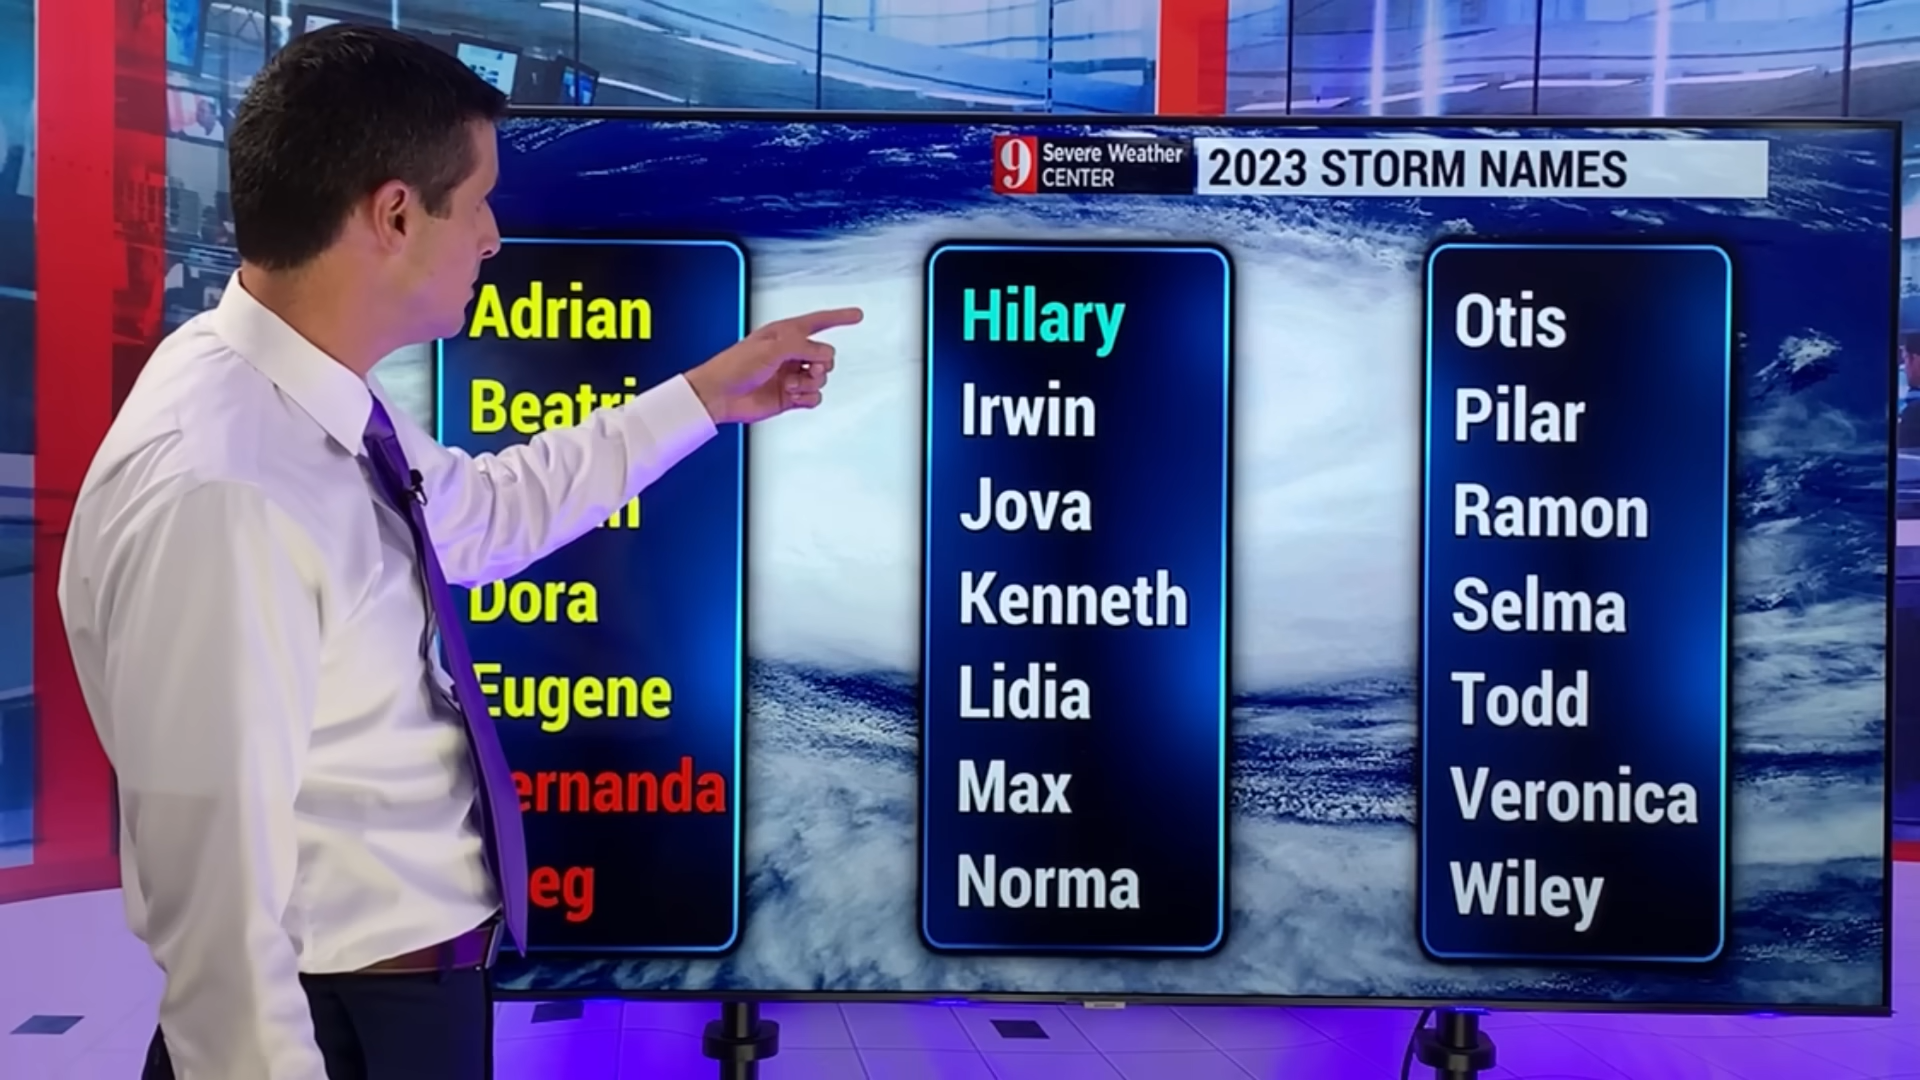 9 Severe Weather
CENTER
2023 STORM NAMES
Adrian
Dora
Eugene
Hilary
Irwin
Jova
Kenneth
Lidia
Max
Norma
Otis
Pilar
Ramon
Selma
Todd
Veronica
Wiley